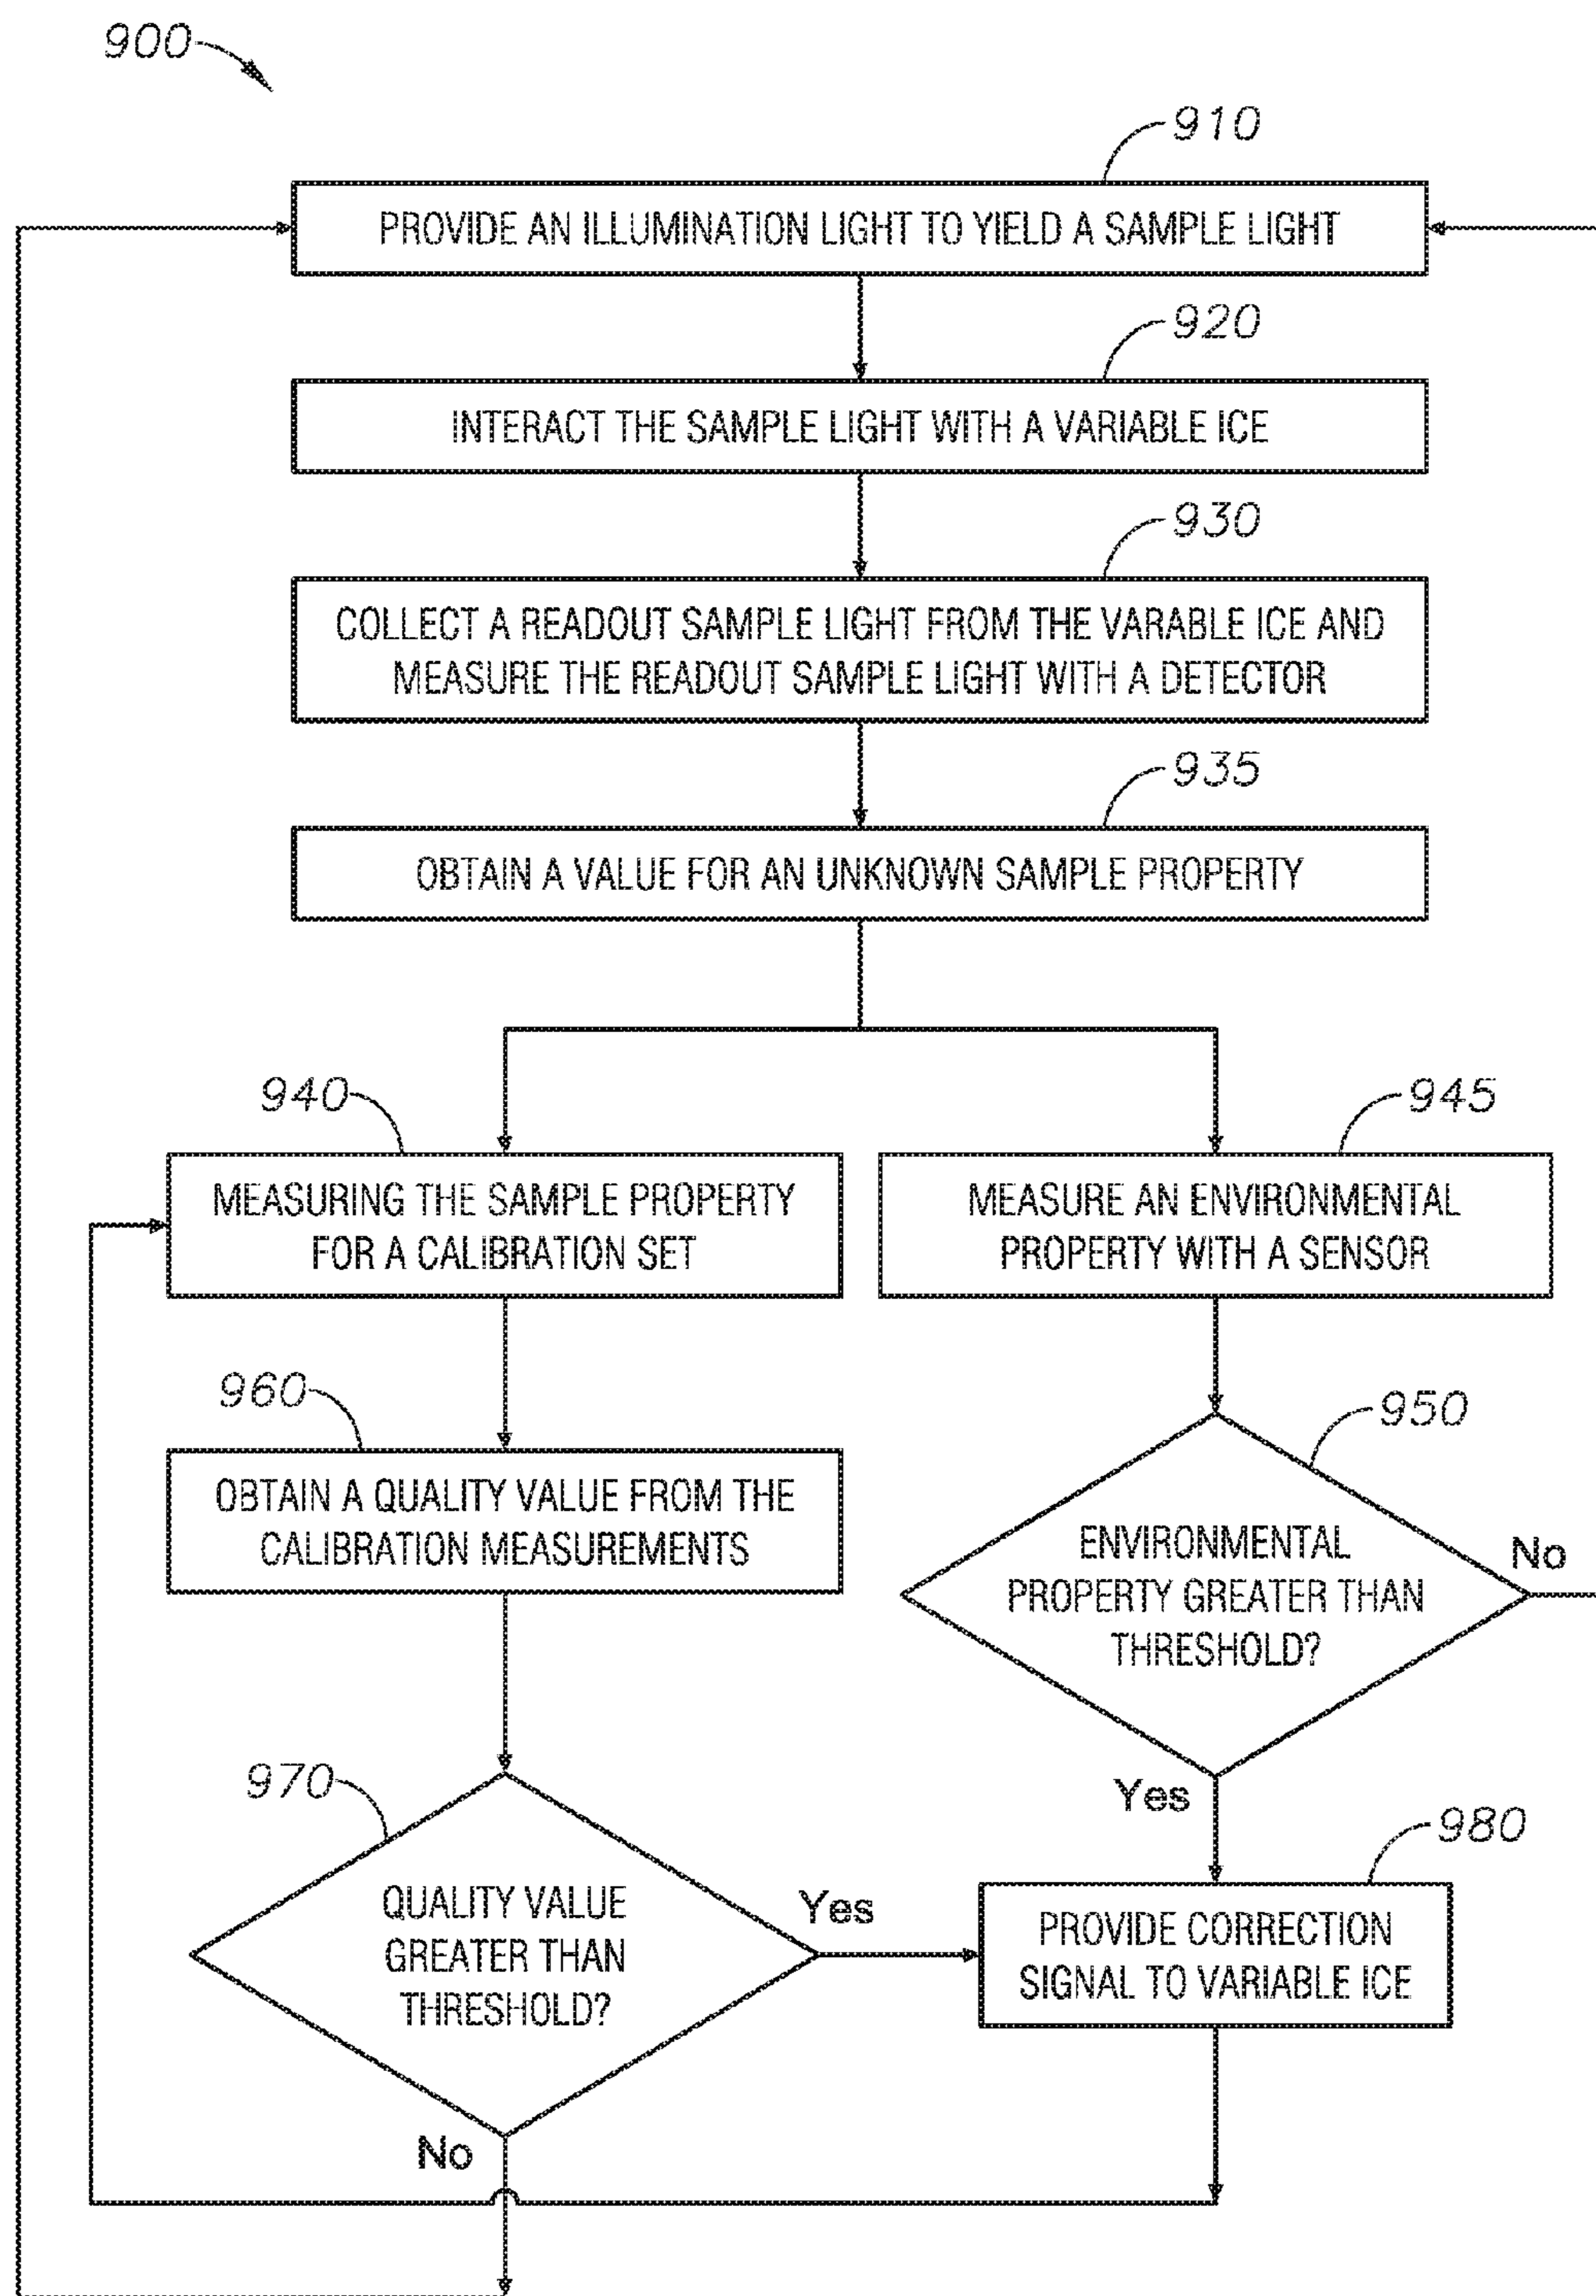 900
910
PROVIDE AN ILLUMINATION LIGHT TO YIELD A SAMPLE LIGHT
920
INTERACT THE SAMPLE LIGHT WITH A VARIABLE ICE
930
COLLECT A READOUT SAMPLE LIGHT FROM THE VARABLE ICE AND
MEASURE THE READOUT SAMPLE LIGHT WITH A DETECTOR
935
OBTAIN A VALUE FOR AN UNKNOWN SAMPLE PROPERTY
940
MEASURING THE SAMPLE PROPERTY
FOR A CALIBRATION SET
945
MEASURE AN ENVIRONMENTAL
PROPERTY WITH A SENSOR
960
OBTAIN A QUALITY VALUE FROM THE
CALIBRATION MEASUREMENTS
950
ENVIRONMENTAL
PROPERTY GREATER THAN
THRESHOLD?
No
Yes
970
QUALITY VALUE
GREATER THAN
THRESHOLD?
Yes
No
980
PROVIDE CORRECTION
SIGNAL TO VARIABLE ICE